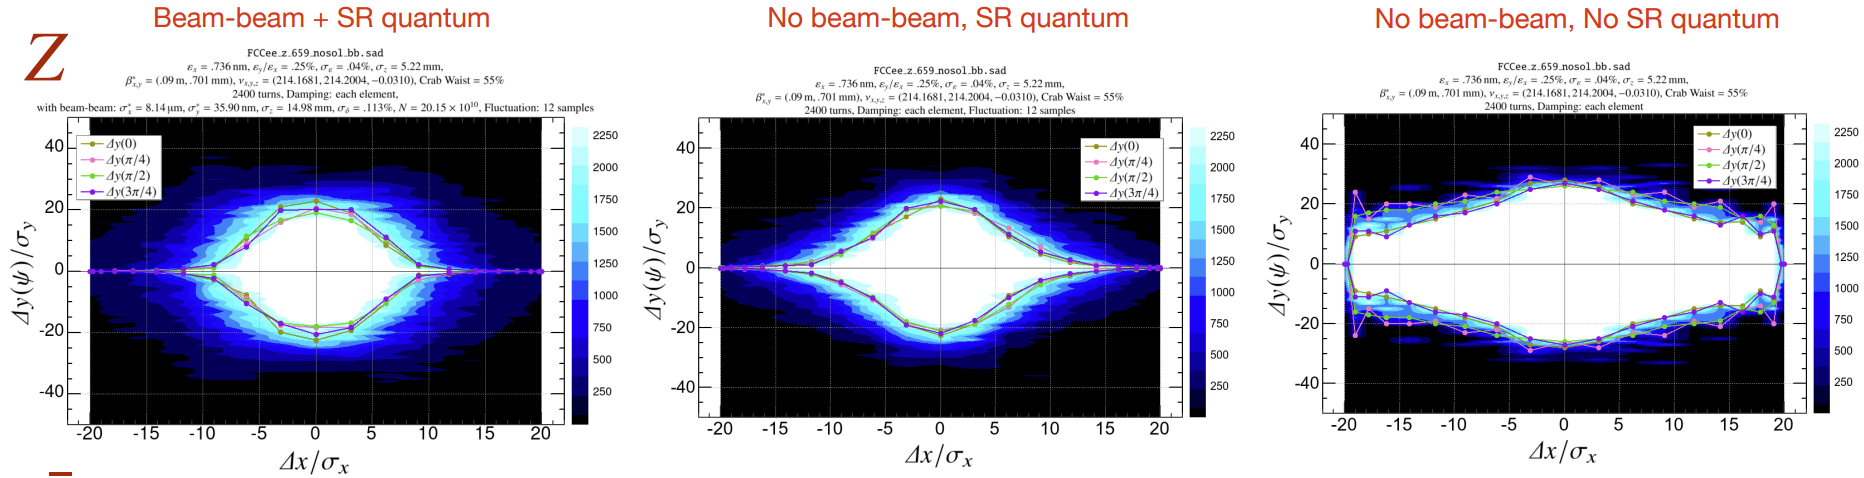 Beam-beam + SR quantum
Z
FCCee_z_659_nosol_bb.sad
εx = .736 nm, εy/εx = .25%, σε = .04%, σz = 5.22 mm,
β*x,y = (.09 m, .701 mm), νx,y,z = (214.1681, 214.2004, −0.0310), Crab Waist = 55%
2400 turns, Damping: each element,
with beam-beam: σ*x = 8.14 μm, σ*y = 35.90 nm, σz = 14.98 mm, σδ = .113%, N = 20.15 × 10^10, Fluctuation: 12 samples
Δy(0)
Δy(π/4)
Δy(π/2)
Δy(3π/4)
Δy(ψ)/σy
40
20
0
-20
-40
-20 -15 -10 -5 0 5 10 15 20
Δx/σx
2250
2000
1750
1500
1250
1000
750
500
250
No beam-beam, SR quantum
FCCee_z_659_nosol_bb.sad
εx = .736 nm, εy/εx = .25%, σε = .04%, σz = 5.22 mm,
β*x,y = (.09 m, .701 mm), νx,y,z = (214.1681, 214.2004, −0.0310), Crab Waist = 55%
2400 turns, Damping: each element, Fluctuation: 12 samples
Δy(0)
Δy(π/4)
Δy(π/2)
Δy(3π/4)
Δy(ψ)/σy
40
20
0
-20
-40
-20 -15 -10 -5 0 5 10 15 20
Δx/σx
2250
2000
1750
1500
1250
1000
750
500
250
No beam-beam, No SR quantum
FCCee_z_659_nosol_bb.sad
εx = .736 nm, εy/εx = .25%, σε = .04%, σz = 5.22 mm,
β*x,y = (.09 m, .701 mm), νx,y,z = (214.1681, 214.2004, −0.0310), Crab Waist = 55%
2400 turns, Damping: each element
Δy(0)
Δy(π/4)
Δy(π/2)
Δy(3π/4)
Δy(ψ)/σy
40
20
0
-20
-40
-20 -15 -10 -5 0 5 10 15 20
Δx/σx
2250
2000
1750
1500
1250
1000
750
500
250